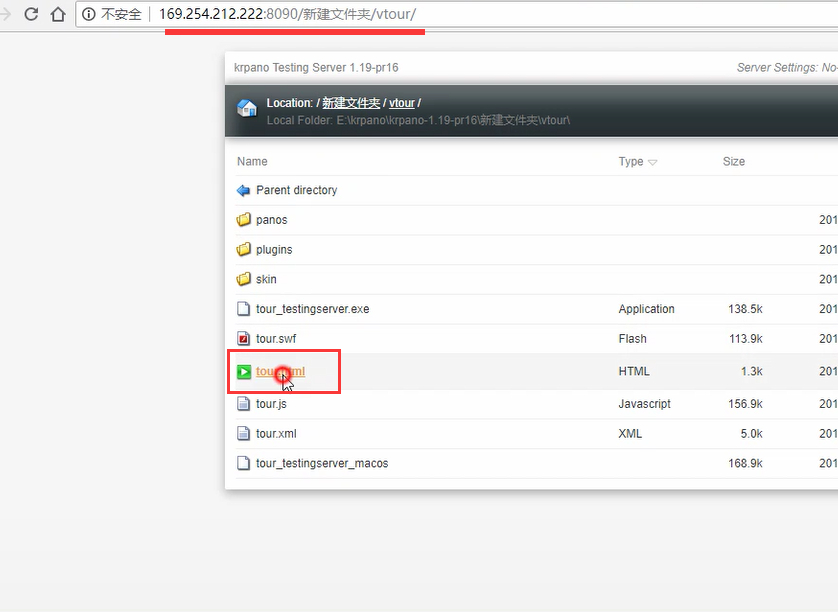 不安全 169.254.212.222:8090/新建文件夹/vtour/
krpano Testing Server 1.19-pr16 Server Settings: No
Location: / 新建文件夹 / vtour /
Local Folder: E:\krpano\krpano-1.19-pr16\新建文件夹\vtour\
Name Type Size
Parent directory
panos 201
plugins 201
skin 201
tour_testingserver.exe Application 138.5k 201
tour.swf Flash 113.9k 201
HTML 1.3k 201
tour.js Javascript 156.9k 201
tour.xml XML 5.0k 201
tour_testingserver_macos 168.9k 201